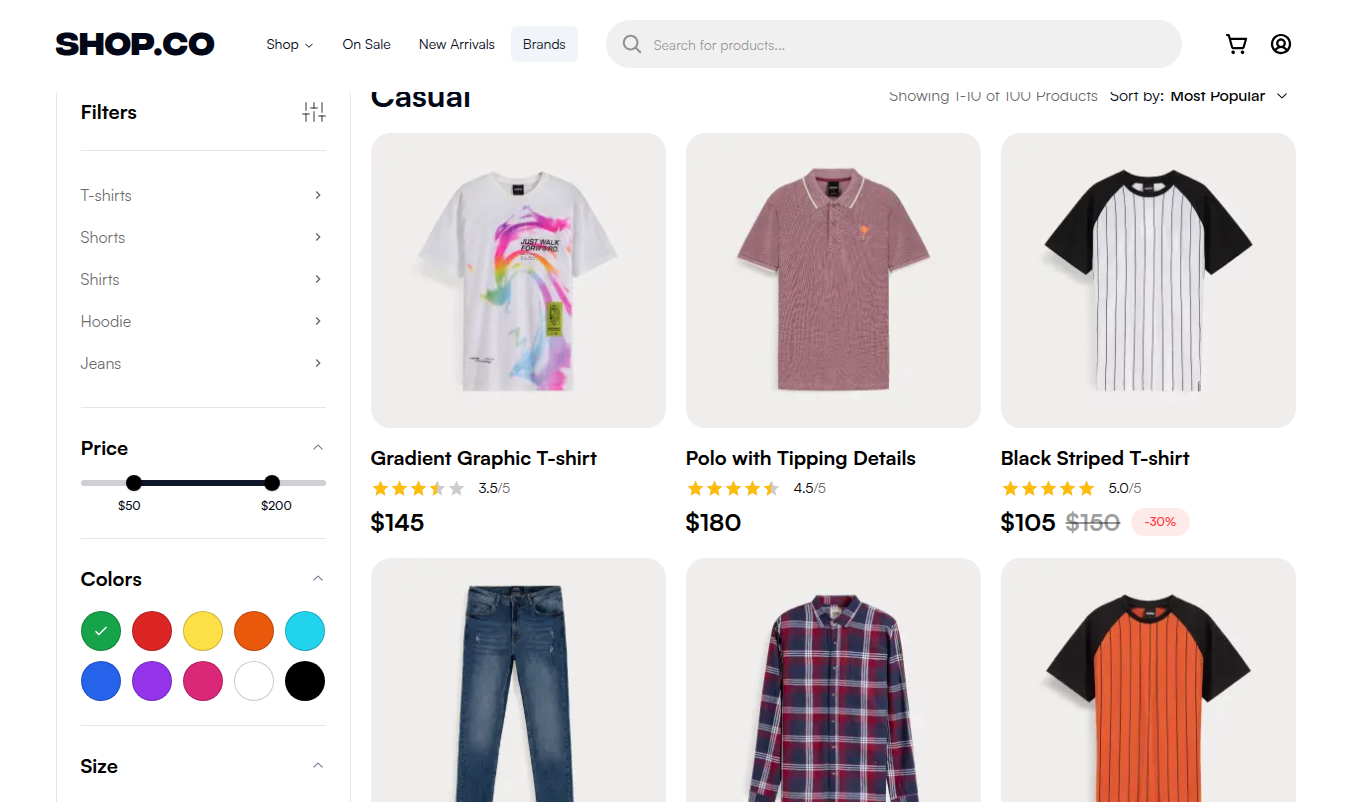 SHOP.CO
Shop
On Sale
New Arrivals
Brands
Search for products...
Filters
T-shirts
Shorts
Shirts
Hoodie
Jeans
Price
$50
$200
Colors
Size
Casual
Showing 1-10 of 100 Products
Sort by: Most Popular
JUST WALK
FORWARD.
Gradient Graphic T-shirt
3.5/5
$145
Polo with Tipping Details
4.5/5
$180
Black Striped T-shirt
5.0/5
$105 $150 -30%